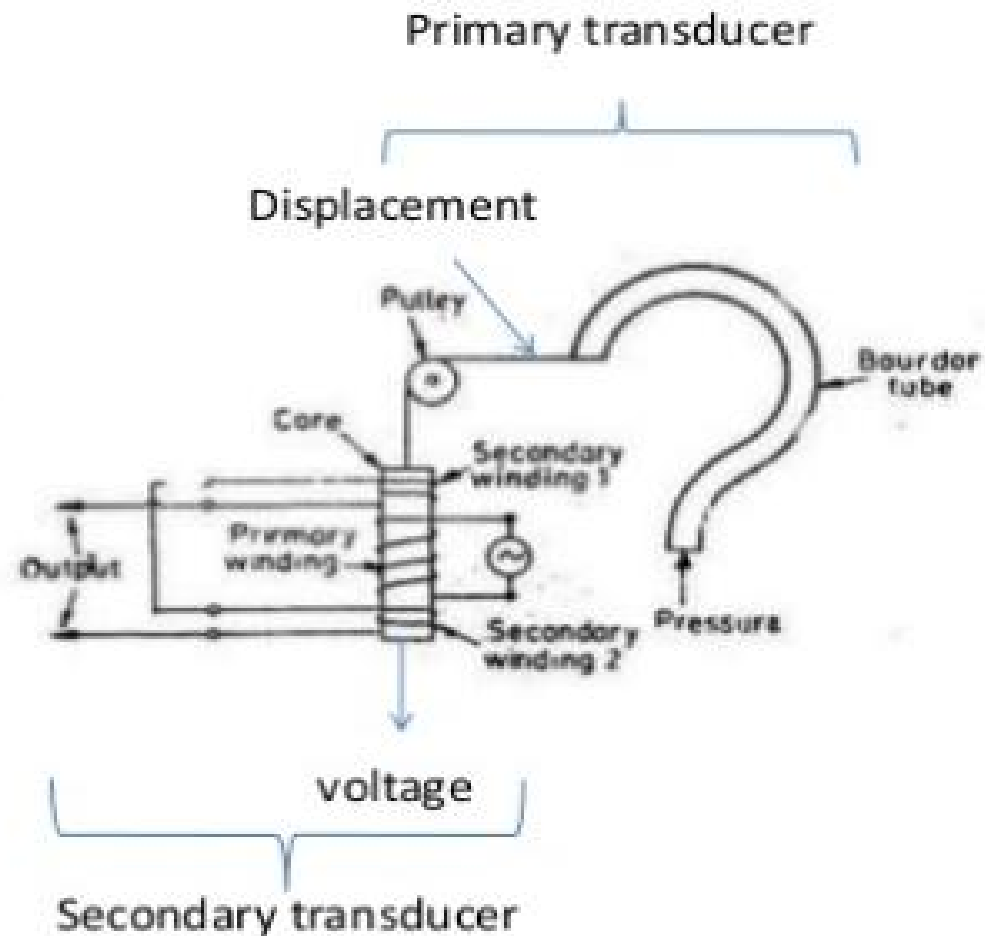 Primary transducer
Displacement
Pulley
Bourdor
tube
Core
Secondary
winding 1
Primary
winding
Output
Pressure
Secondary
winding 2
voltage
Secondary transducer